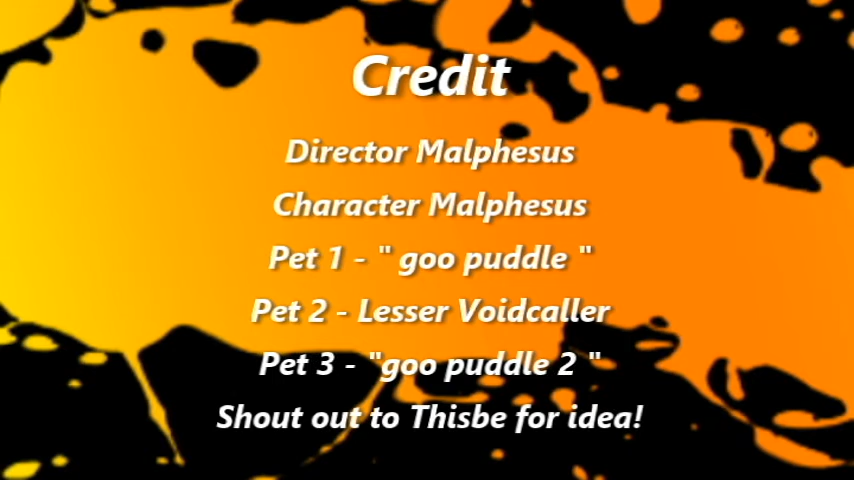 Credit
Director Malphesus
Character Malphesus
Pet 1 - " goo puddle "
Pet 2 - Lesser Voidcaller
Pet 3 - "goo puddle 2 "
Shout out to Thisbe for idea!